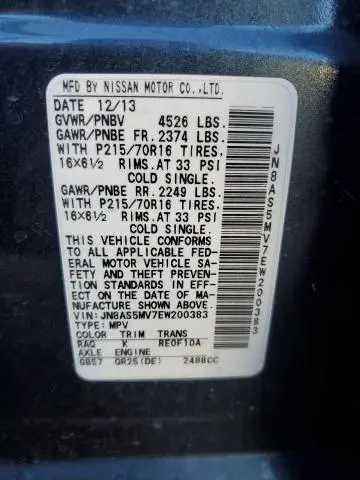 MFD BY NISSAN MOTOR CO.,LTD.
DATE 12/13
GVWR/PNBV 4526 LBS.
GAWR/PNBE FR. 2374 LBS.
WITH P215/70R16 TIRES
16×6½ RIMS.AT 33 PSI
COLD SINGLE.
GAWR/PNBE RR. 2249 LBS.
WITH P215/70R16 TIRES
16×6½ RIMS.AT 33 PSI
COLD SINGLE.
THIS VEHICLE CONFORMS
TO ALL APPLICABLE FED-
ERAL MOTOR VEHICLE SA-
FETY AND THEFT PREVEN-
TION STANDARDS IN EFF-
ECT ON THE DATE OF MA-
NUFACTURE SHOWN ABOVE
VIN: JN8AS5MV7EW200383
TYPE: MPV
COLOR TRIM TRANS
RAQ K RE0F10A
AXLE ENGINE
GB57 QR25(DE) 2488CC
JN8AS5MV7EW200383